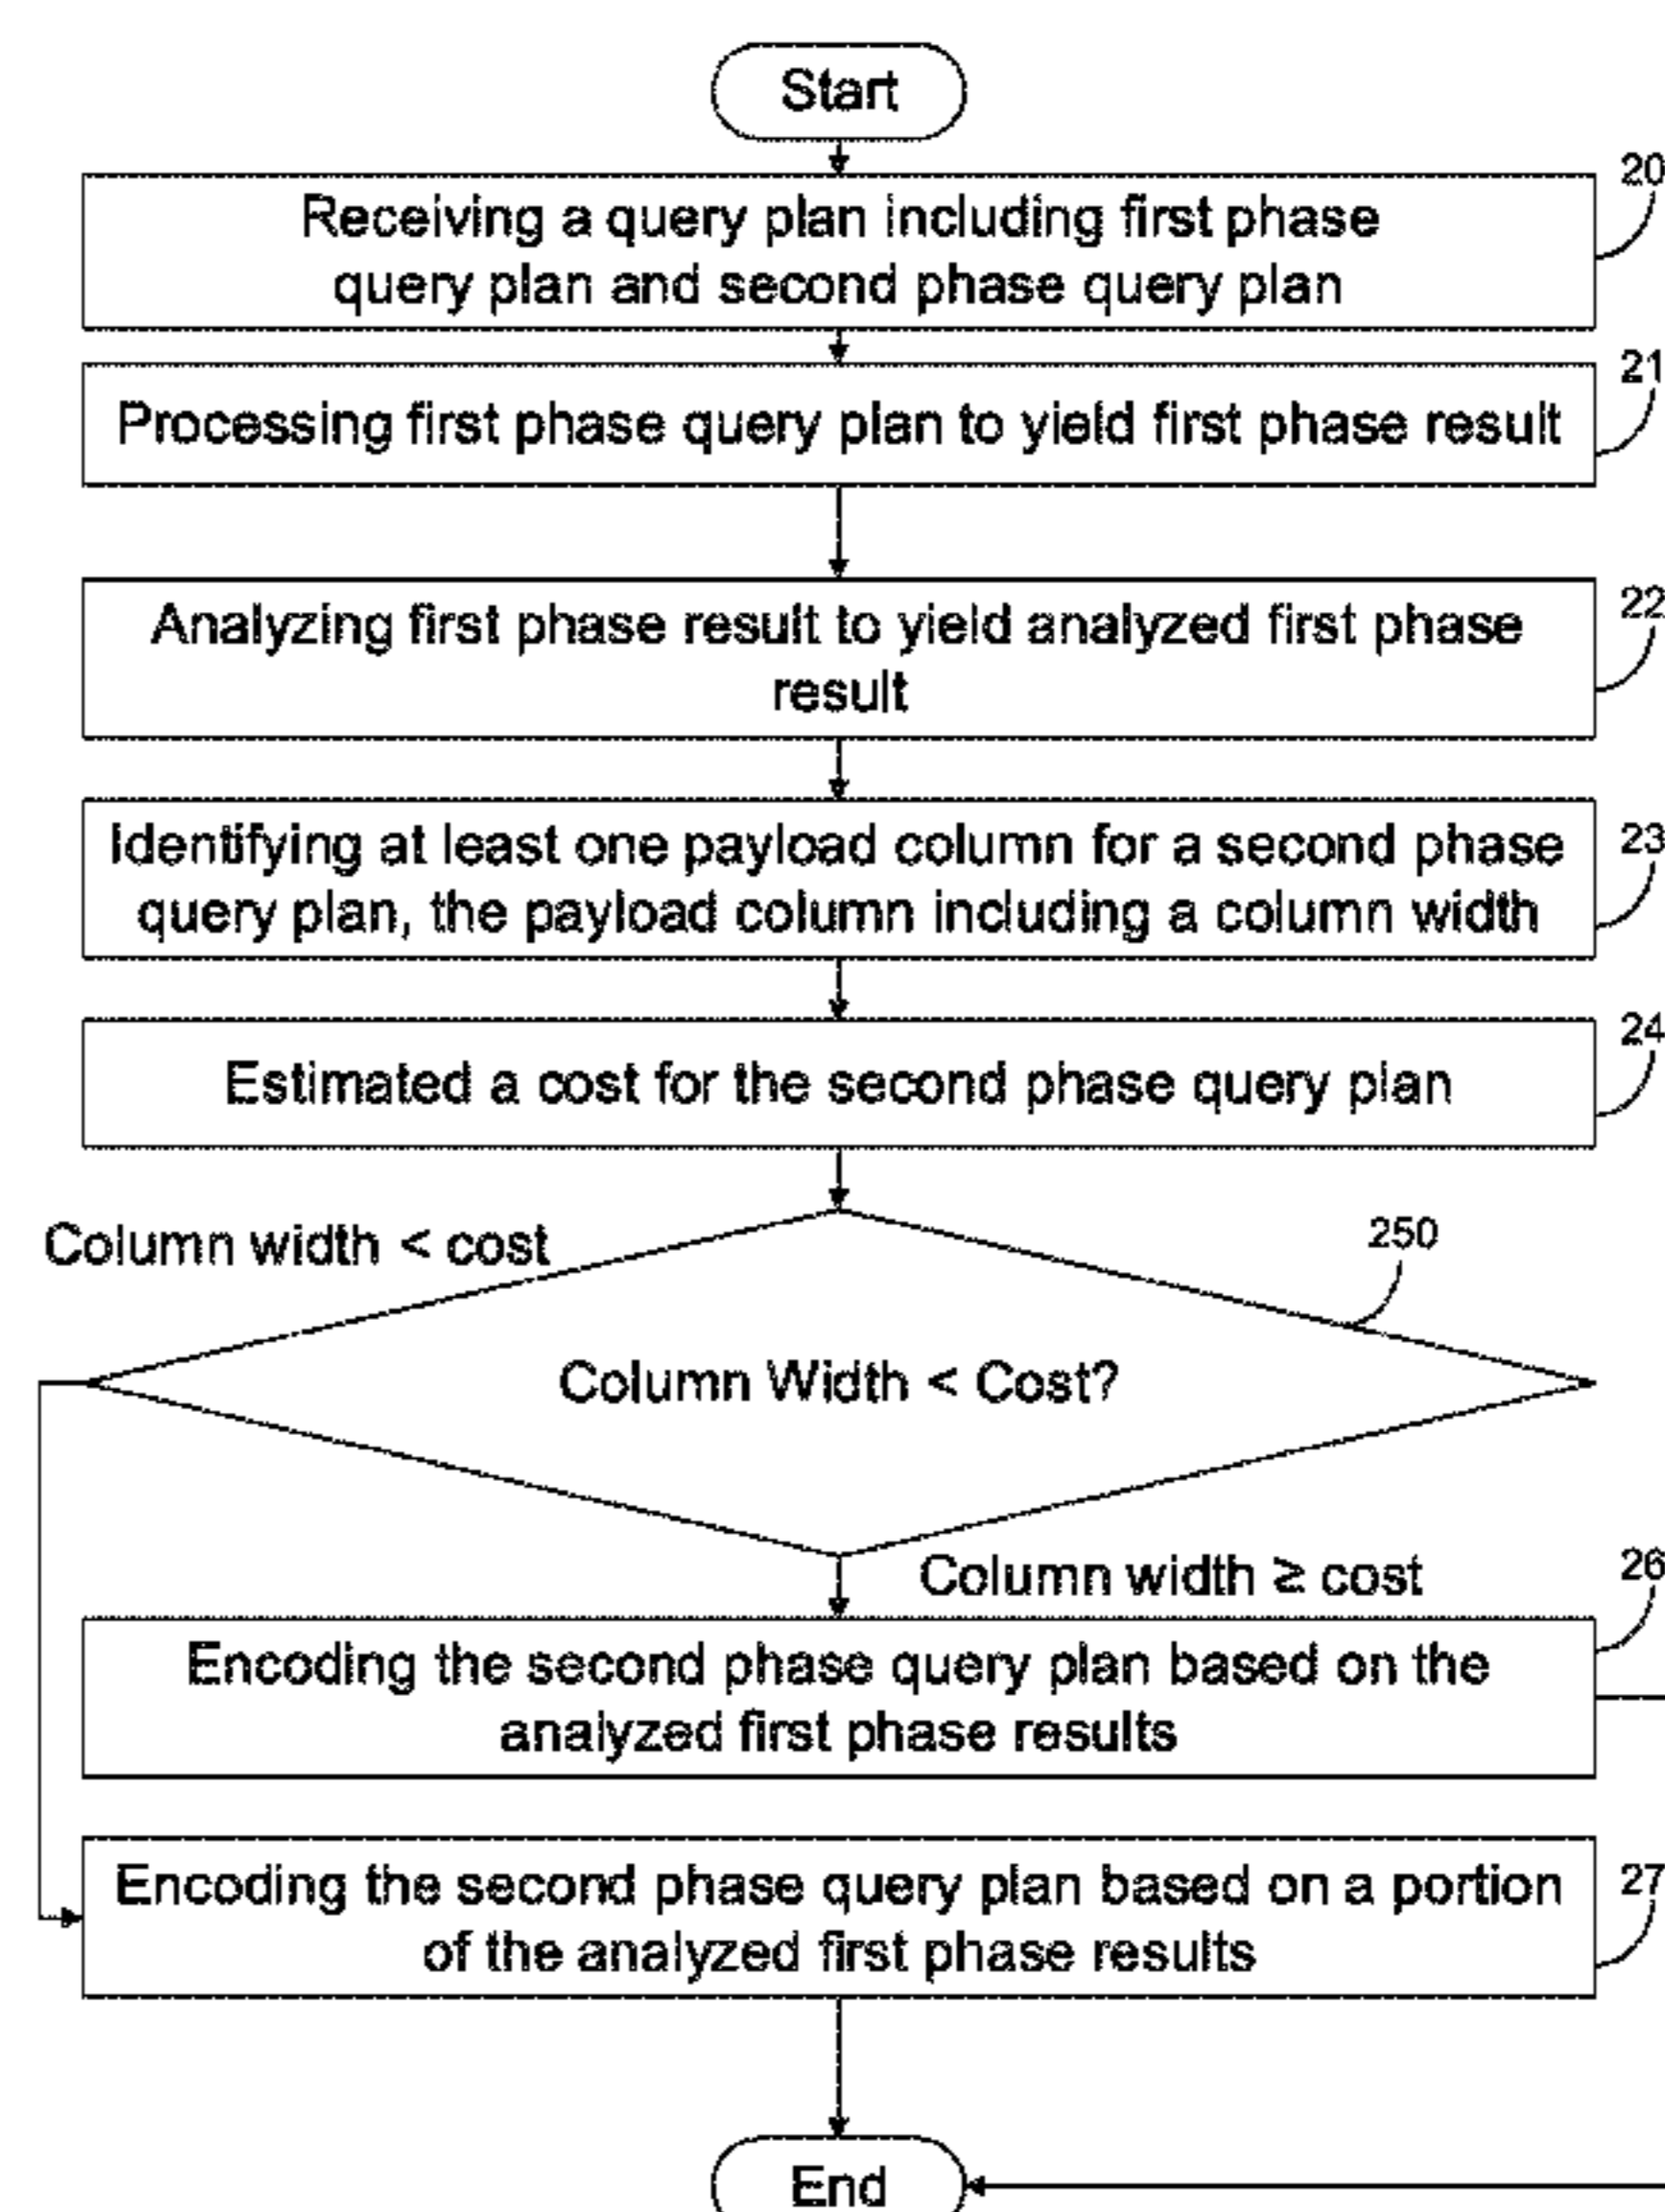 Start
20
Receiving a query plan including first phase
query plan and second phase query plan
21
Processing first phase query plan to yield first phase result
22
Analyzing first phase result to yield analyzed first phase
result
23
Identifying at least one payload column for a second phase
query plan, the payload column including a column width
24
Estimated a cost for the second phase query plan
Column width < cost
250
Column Width < Cost?
Column width ≥ cost
26
Encoding the second phase query plan based on the
analyzed first phase results
27
Encoding the second phase query plan based on a portion
of the analyzed first phase results
End